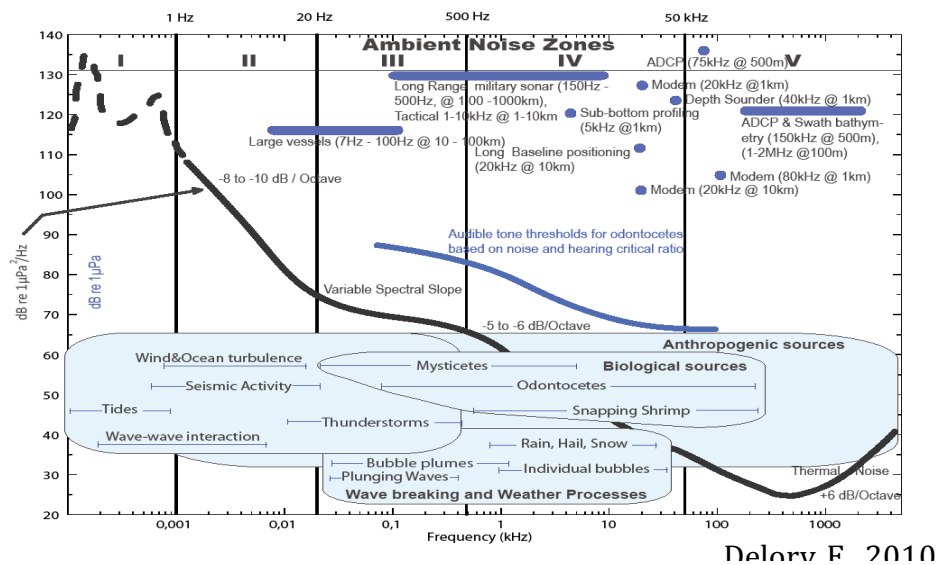 1 Hz 20 Hz 500 Hz 50 kHz
Ambient Noise Zones
I II III IV V
140
130
120
110
100
90
80
70
60
50
40
30
20
dB re 1µPa²/Hz
dB re 1µPa
ADCP (75kHz @ 500m)
Long Range military sonar (150Hz -
500Hz, @ 100 -1000km),
Tactical 1-10kHz @ 1-10km
Modem (20kHz @1km)
Depth Sounder (40kHz @ 1km)
Sub-bottom profiling
(5kHz @1km)
ADCP & Swath bathym-
etry (150kHz @ 500m),
(1-2MHz @100m)
Large vessels (7Hz - 100Hz @ 10 - 100km)
Long Baseline positioning
(20kHz @ 10km)
Modem (80kHz @ 1km)
Modem (20kHz @ 10km)
-8 to -10 dB / Octave
Audible tone thresholds for odontocetes
based on noise and hearing critical ratio
Variable Spectral Slope
-5 to -6 dB/Octave
Anthropogenic sources
Wind&Ocean turbulence
Mysticetes
Biological sources
Seismic Activity
Odontocetes
Tides
Snapping Shrimp
Thunderstorms
Wave-wave interaction
Rain, Hail, Snow
Bubble plumes
Individual bubbles
Plunging Waves
Wave breaking and Weather Processes
Thermal Noise
+6 dB/Octave
0,001 0,01 0,1 1 10 100 1000
Frequency (kHz)
Delory E, 2010